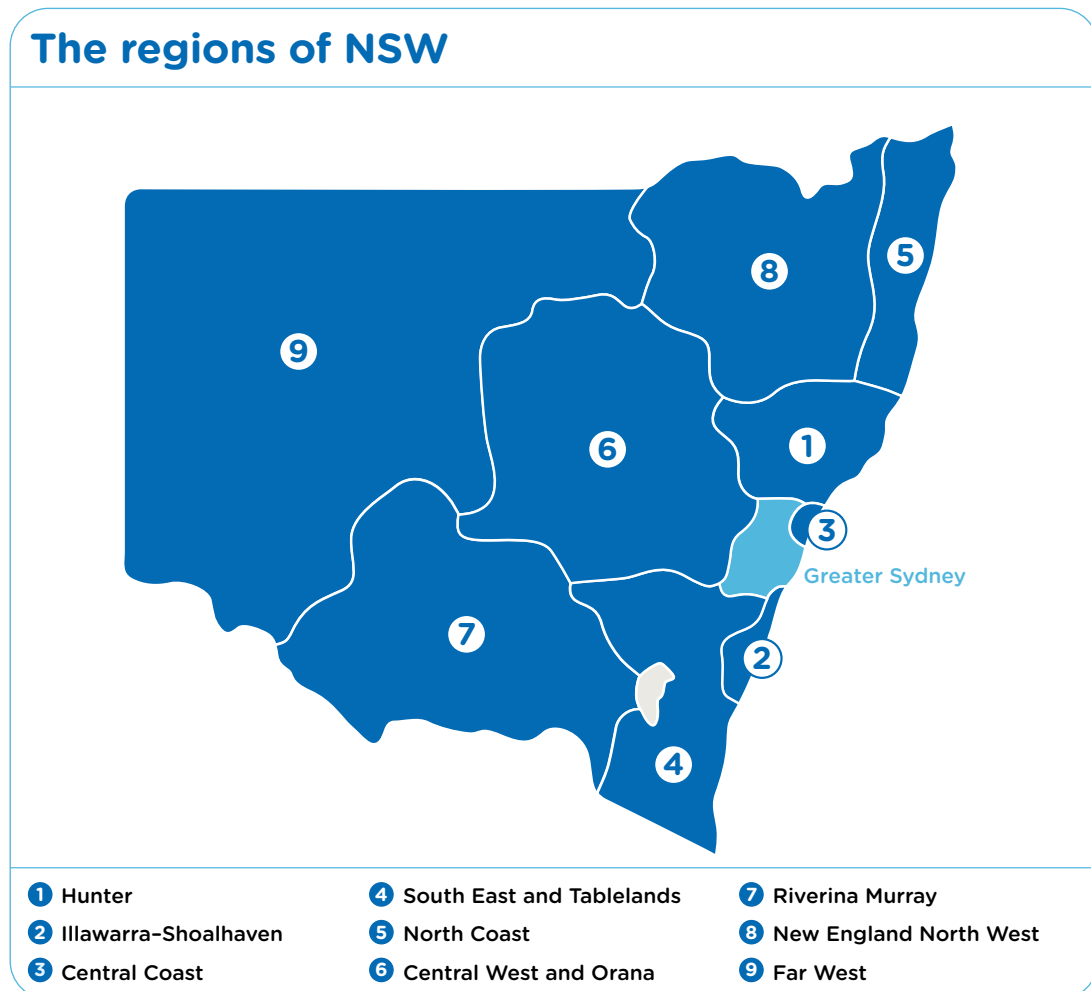 The regions of NSW
5
8
9
6
1
3
Greater Sydney
7
2
4
1 Hunter
2 Illawarra–Shoalhaven
3 Central Coast
4 South East and Tablelands
5 North Coast
6 Central West and Orana
7 Riverina Murray
8 New England North West
9 Far West